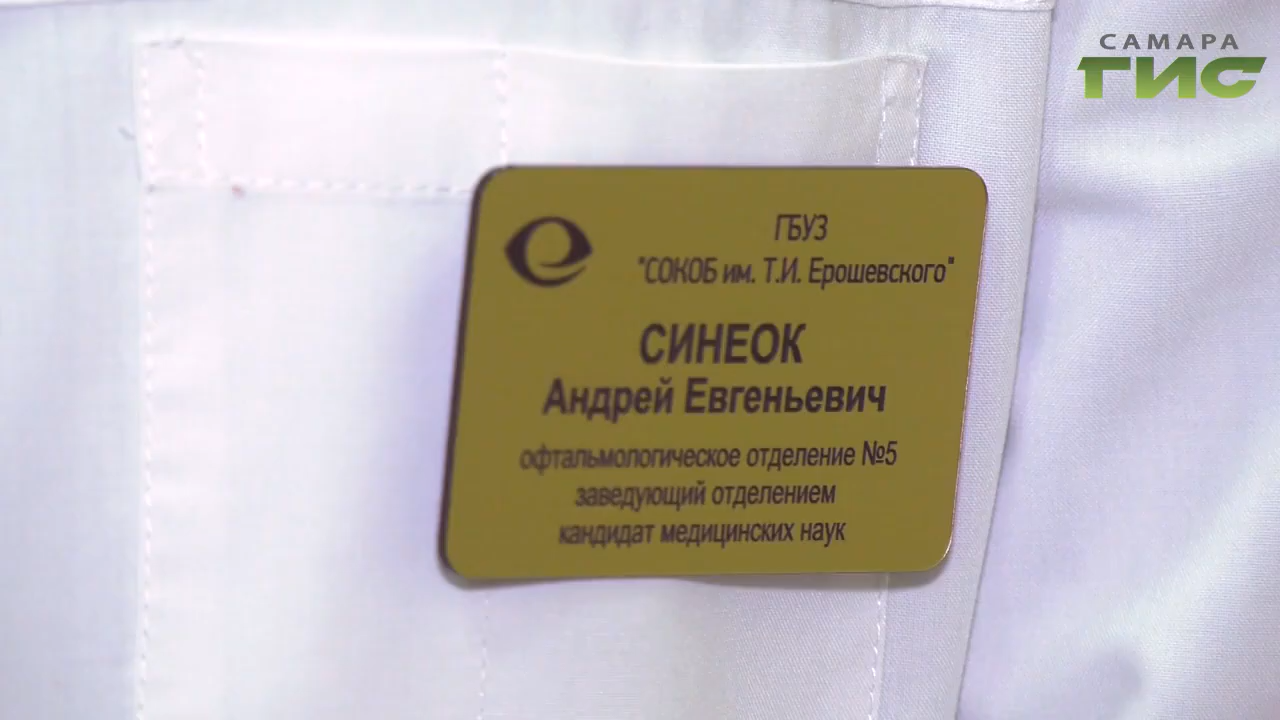 САМАРА
ГИС
ГБУЗ
"СОКОБ им. Т.И. Ерошевского"
СИНЕОК
Андрей Евгеньевич
офтальмологическое отделение №5
заведующий отделением
кандидат медицинских наук